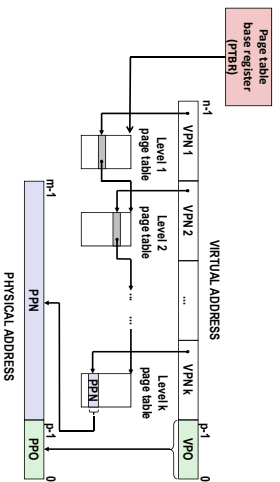 Page table
base register
(PTBR)
VIRTUAL ADDRESS
n-1
p-1
0
VPN 1
VPN 2
...
VPN k
VPO
Level 1
page table
Level 2
page table
Level k
page table
... ...
PPN
m-1
p-1
0
PPN
PPO
PHYSICAL ADDRESS